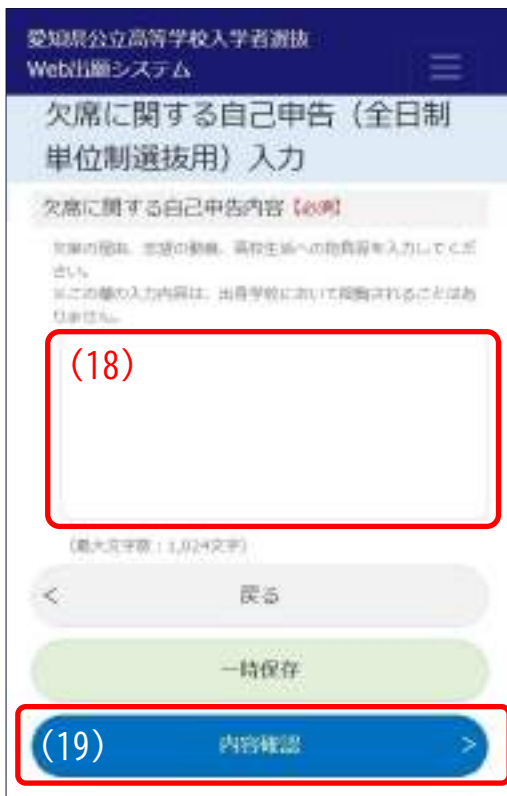 愛知県公立高等学校入学者選抜
Web出願システム
欠席に関する自己申告（全日制
単位制選抜用）入力
欠席に関する自己申告内容【必須】
欠席の理由、志望の動機、高校生活への抱負等を入力してくだ
さい。
※この欄の入力内容は、出身学校において閲覧されることはあ
りません。
(18)
（最大文字数：1,024文字）
< 戻る
一時保存
(19) 内容確認 >